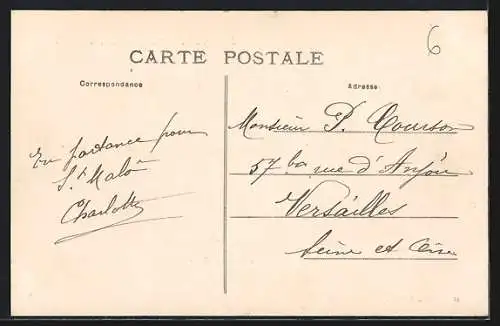 6
CARTE POSTALE
Correspondance
Adresse
En partance pour
St Malo
Charlotte
Monsieur P. Courson
57 bis rue d'Anjou
Versailles
Seine et Oise